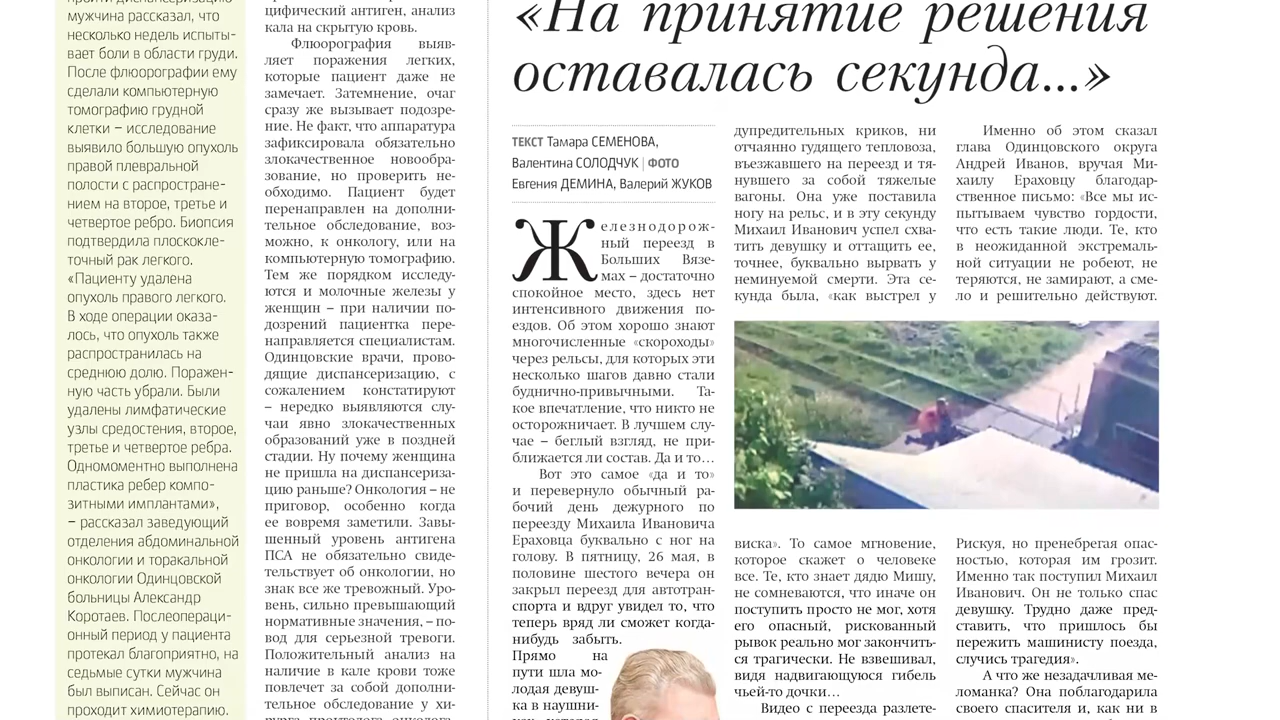 пройти диспансеризацию
мужчина рассказал, что
несколько недель испыты-
вает боли в области груди.
После флюорографии ему
сделали компьютерную
томографию грудной
клетки – исследование
выявило большую опухоль
правой плевральной
полости с распростране-
нием на второе, третье и
четвертое ребро. Биопсия
подтвердила плоскокле-
точный рак легкого.
«Пациенту удалена
опухоль правого легкого.
В ходе операции оказа-
лось, что опухоль также
распространилась на
среднюю долю. Поражен-
ную часть убрали. Были
удалены лимфатические
узлы средостения, второе,
третье и четвертое ребра.
Одномоментно выполнена
пластика ребер компо-
зитными имплантами»,
– рассказал заведующий
отделения абдоминальной
онкологии и торакальной
онкологии Одинцовской
больницы Александр
Коротаев. Послеопераци-
онный период у пациента
протекал благоприятно, на
седьмые сутки мужчина
был выписан. Сейчас он
проходит химиотерапию.
цифический антиген, анализ
кала на скрытую кровь.
Флюорография выяв-
ляет поражения легких,
которые пациент даже не
замечает. Затемнение, очаг
сразу же вызывает подозре-
ние. Не факт, что аппаратура
зафиксировала обязательно
злокачественное новообра-
зование, но проверить не-
обходимо. Пациент будет
перенаправлен на дополни-
тельное обследование, воз-
можно, к онкологу, или на
компьютерную томографию.
Тем же порядком исследу-
ются и молочные железы у
женщин – при наличии по-
дозрений пациентка пере-
направляется специалистам.
Одинцовские врачи, прово-
дящие диспансеризацию, с
сожалением констатируют
– нередко выявляются слу-
чаи явно злокачественных
образований уже в поздней
стадии. Ну почему женщина
не пришла на диспансериза-
цию раньше? Онкология – не
приговор, особенно когда
ее вовремя заметили. Завы-
шенный уровень антигена
ПСА не обязательно свиде-
тельствует об онкологии, но
знак все же тревожный. Уро-
вень, сильно превышающий
нормативные значения, – по-
вод для серьезной тревоги.
Положительный анализ на
наличие в кале крови тоже
повлечет за собой дополни-
тельное обследование у хи-
рурга, проктолога, онколога.
«На принятие решения
оставалась секунда...»
ТЕКСТ Тамара СЕМЕНОВА,
Валентина СОЛОДЧУК | ФОТО
Евгения ДЕМИНА, Валерий ЖУКОВ
Железнодорож-
ный переезд в
Больших Вязе-
мах – достаточно
спокойное место, здесь нет
интенсивного движения по-
ездов. Об этом хорошо знают
многочисленные «скороходы»
через рельсы, для которых эти
несколько шагов давно стали
буднично-привычными. Та-
кое впечатление, что никто не
осторожничает. В лучшем слу-
чае – беглый взгляд, не при-
ближается ли состав. Да и то…
Вот это самое «да и то»
и перевернуло обычный ра-
бочий день дежурного по
переезду Михаила Ивановича
Ераховца буквально с ног на
голову. В пятницу, 26 мая, в
половине шестого вечера он
закрыл переезд для автотран-
спорта и вдруг увидел то, что
теперь вряд ли сможет когда-
нибудь забыть.
Прямо на
пути шла мо-
лодая девуш-
ка в наушни-
дупредительных криков, ни
отчаянно гудящего тепловоза,
въезжавшего на переезд и тя-
нувшего за собой тяжелые
вагоны. Она уже поставила
ногу на рельс, и в эту секунду
Михаил Иванович успел схва-
тить девушку и оттащить ее,
точнее, буквально вырвать у
неминуемой смерти. Эта се-
кунда была, «как выстрел у
виска». То самое мгновение,
которое скажет о человеке
все. Те, кто знает дядю Мишу,
не сомневаются, что иначе он
поступить просто не мог, хотя
его опасный, рискованный
рывок реально мог закончить-
ся трагически. Не взвешивал,
видя надвигающуюся гибель
чьей-то дочки…
Видео с переезда разлете-
Именно об этом сказал
глава Одинцовского округа
Андрей Иванов, вручая Ми-
хаилу Ераховцу благодар-
ственное письмо: «Все мы ис-
пытываем чувство гордости,
что есть такие люди. Те, кто
в неожиданной экстремаль-
ной ситуации не робеют, не
теряются, не замирают, а сме-
ло и решительно действуют.
Рискуя, но пренебрегая опас-
ностью, которая им грозит.
Именно так поступил Михаил
Иванович. Он не только спас
девушку. Трудно даже пред-
ставить, что пришлось бы
пережить машинисту поезда,
случись трагедия».
А что же незадачливая ме-
ломанка? Она поблагодарила
своего спасителя и, как ни в